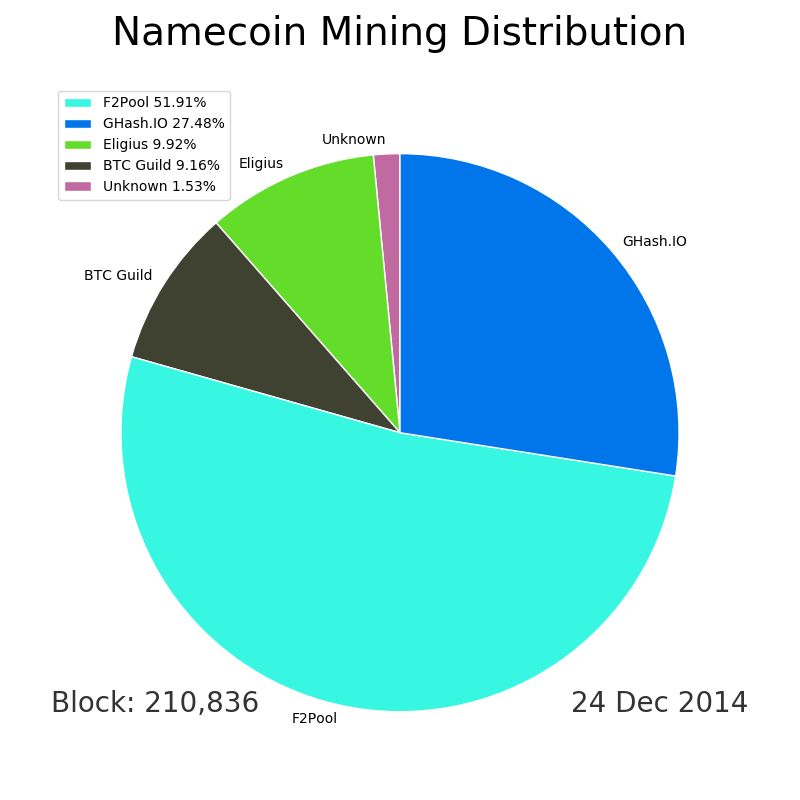 Namecoin Mining Distribution
F2Pool 51.91%
GHash.IO 27.48%
Eligius 9.92%
BTC Guild 9.16%
Unknown 1.53%
Unknown
Eligius
GHash.IO
BTC Guild
Block: 210,836
24 Dec 2014
F2Pool